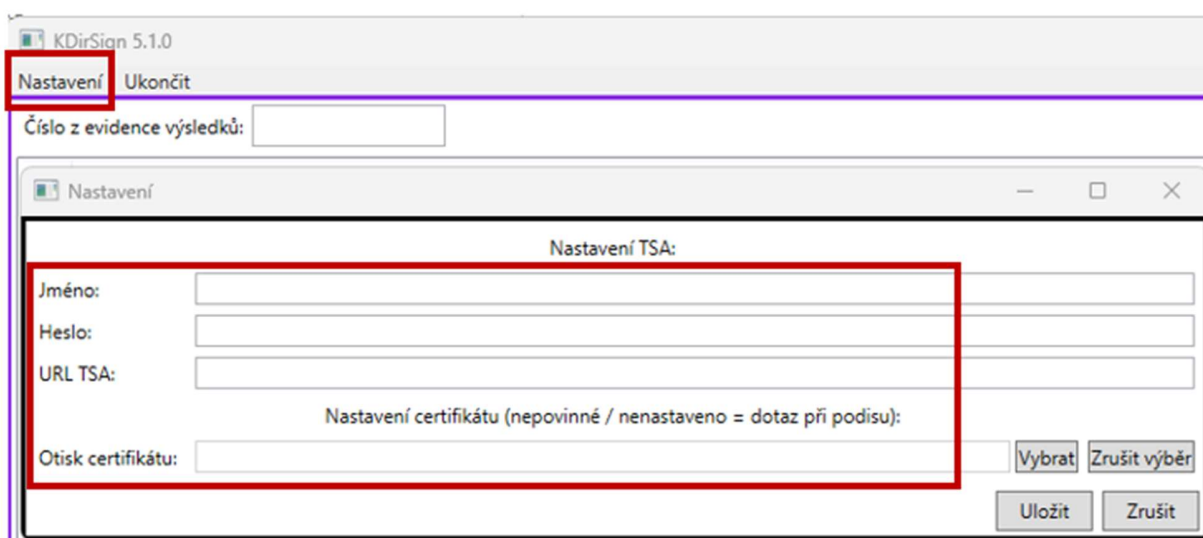 KDirSign 5.1.0
Nastavení Ukončit
Číslo z evidence výsledků:
Nastavení
Nastavení TSA:
Jméno:
Heslo:
URL TSA:
Nastavení certifikátu (nepovinné / nenastaveno = dotaz při podisu):
Otisk certifikátu: Vybrat Zrušit výběr
Uložit Zrušit